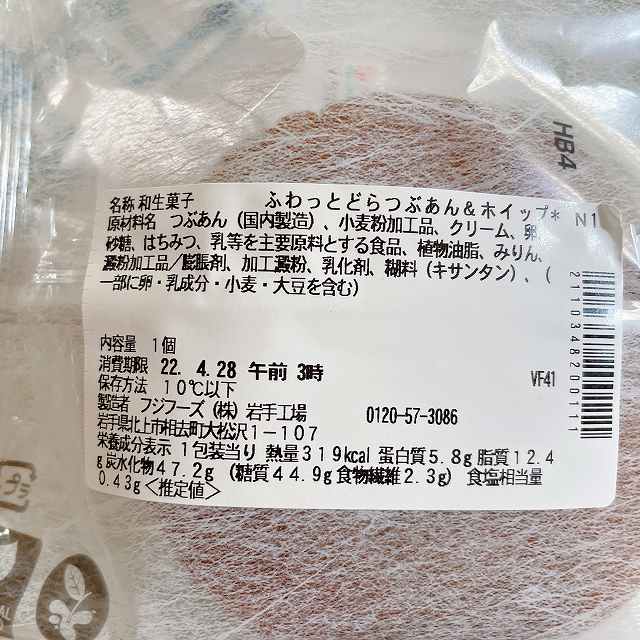 HB4
名称 和生菓子 ふわっとどらつぶあん&ホイップ* N1
原材料名 つぶあん(国内製造)、小麦粉加工品、クリーム、卵、
砂糖、はちみつ、乳等を主要原料とする食品、植物油脂、みりん、
澱粉加工品/膨脹剤、加工澱粉、乳化剤、糊料(キサンタン)、(
一部に卵・乳成分・小麦・大豆を含む)
内容量 1個
消費期限 22. 4.28 午前 3時
VF41
保存方法 10℃以下
製造者 フジフーズ(株) 岩手工場 0120-57-3086
岩手県北上市相去町大松沢1-107
栄養成分表示 1包装当り 熱量319kcal 蛋白質5.8g 脂質12.4
g 炭水化物47.2g (糖質44.9g 食物繊維2.3g) 食塩相当量
0.43g<推定値>
2110348200111